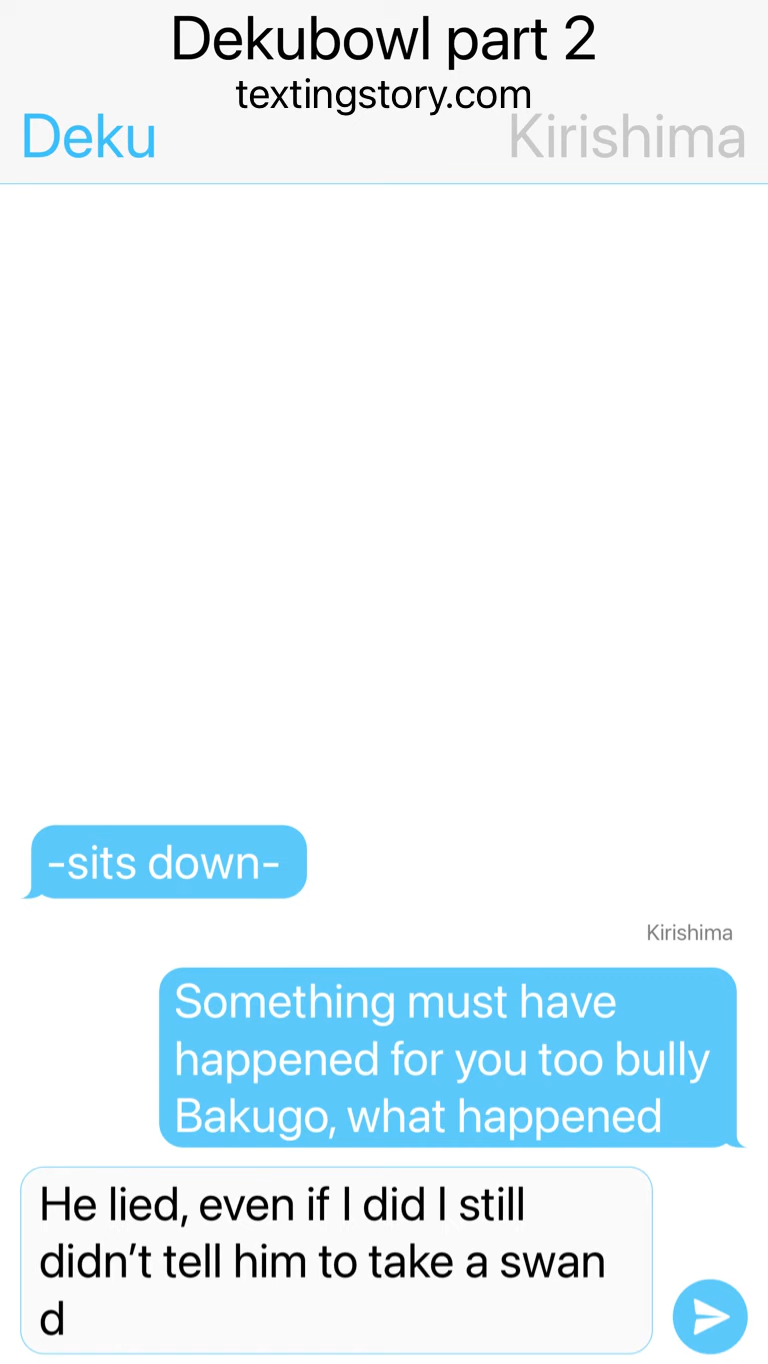 Dekubowl part 2
textingstory.com
Deku
Kirishima
-sits down-
Kirishima
Something must have
happened for you too bully
Bakugo, what happened
He lied, even if I did I still
didn’t tell him to take a swan
d